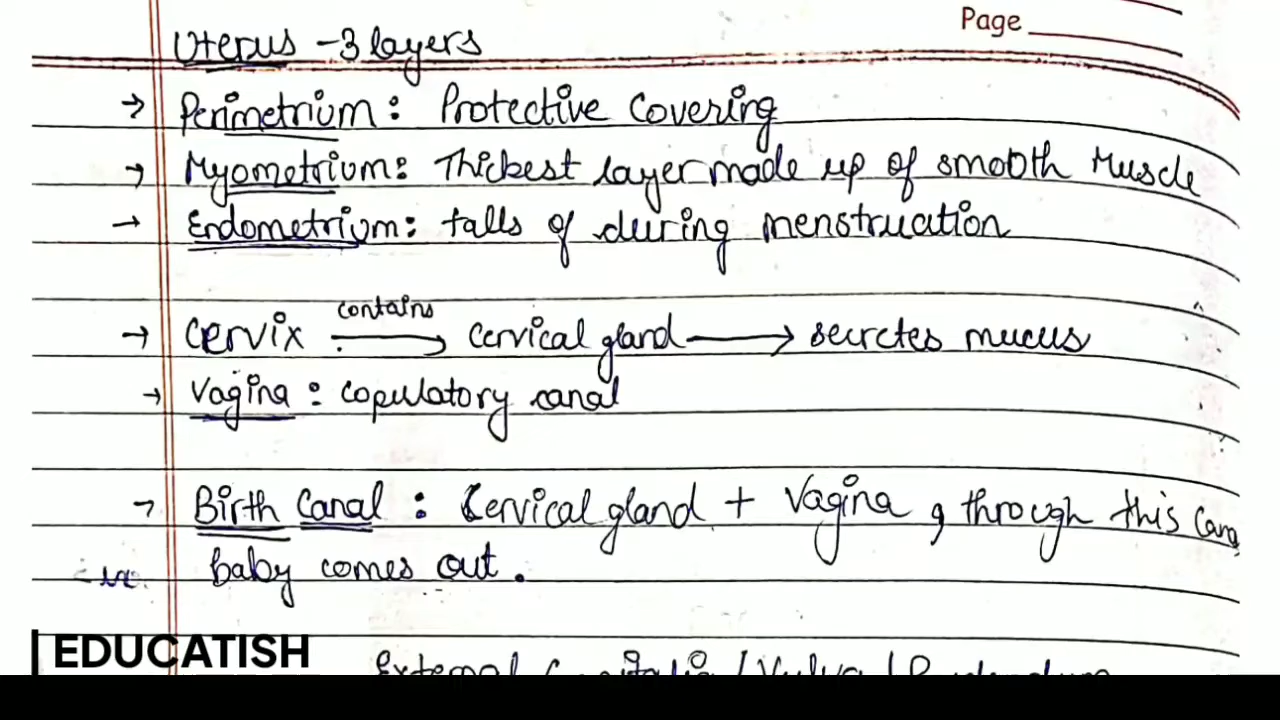 Page
Uterus - 3 layers
→ Perimetrium : Protective Covering
→ Myometrium : Thickest layer made up of smooth Muscle
→ Endometrium : falls of during menstruation
contains
→ Cervix → Cervical gland → secretes mucus
→ Vagina : copulatory canal
→ Birth Canal : Cervical gland + Vagina , through this
baby comes out .
| EDUCATISH
External / Vulva /